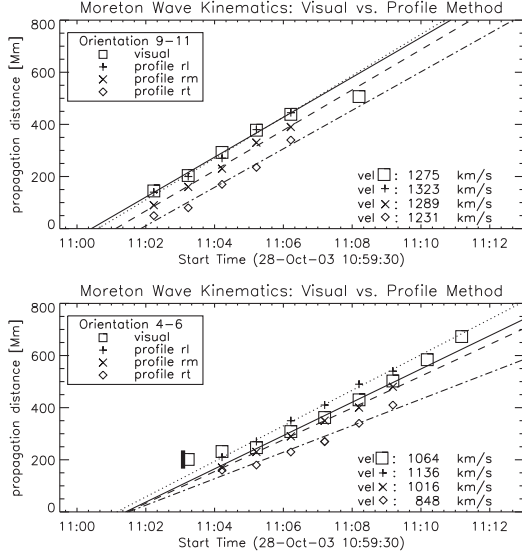 Moreton Wave Kinematics: Visual vs. Profile Method
800
600
400
200
0
propagation distance [Mm]
Orientation 9-11
visual
profile rl
profile rm
profile rt
vel : 1275 km/s
vel : 1323 km/s
vel : 1289 km/s
vel : 1231 km/s
11:00 11:02 11:04 11:06 11:08 11:10 11:12
Start Time (28-Oct-03 10:59:30)
Moreton Wave Kinematics: Visual vs. Profile Method
800
600
400
200
0
propagation distance [Mm]
Orientation 4-6
visual
profile rl
profile rm
profile rt
vel : 1064 km/s
vel : 1136 km/s
vel : 1016 km/s
vel : 848 km/s
11:00 11:02 11:04 11:06 11:08 11:10 11:12
Start Time (28-Oct-03 10:59:30)